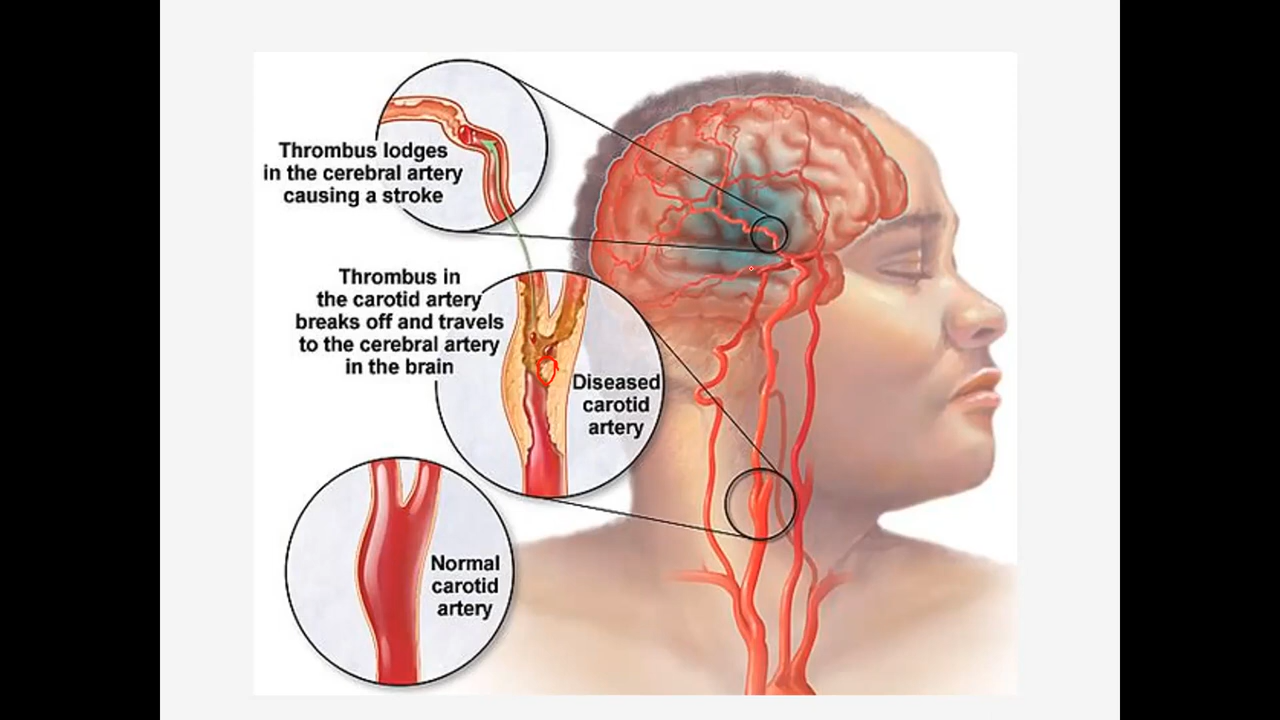 Thrombus lodges
in the cerebral artery
causing a stroke
Thrombus in
the carotid artery
breaks off and travels
to the cerebral artery
in the brain
Diseased
carotid
artery
Normal
carotid
artery